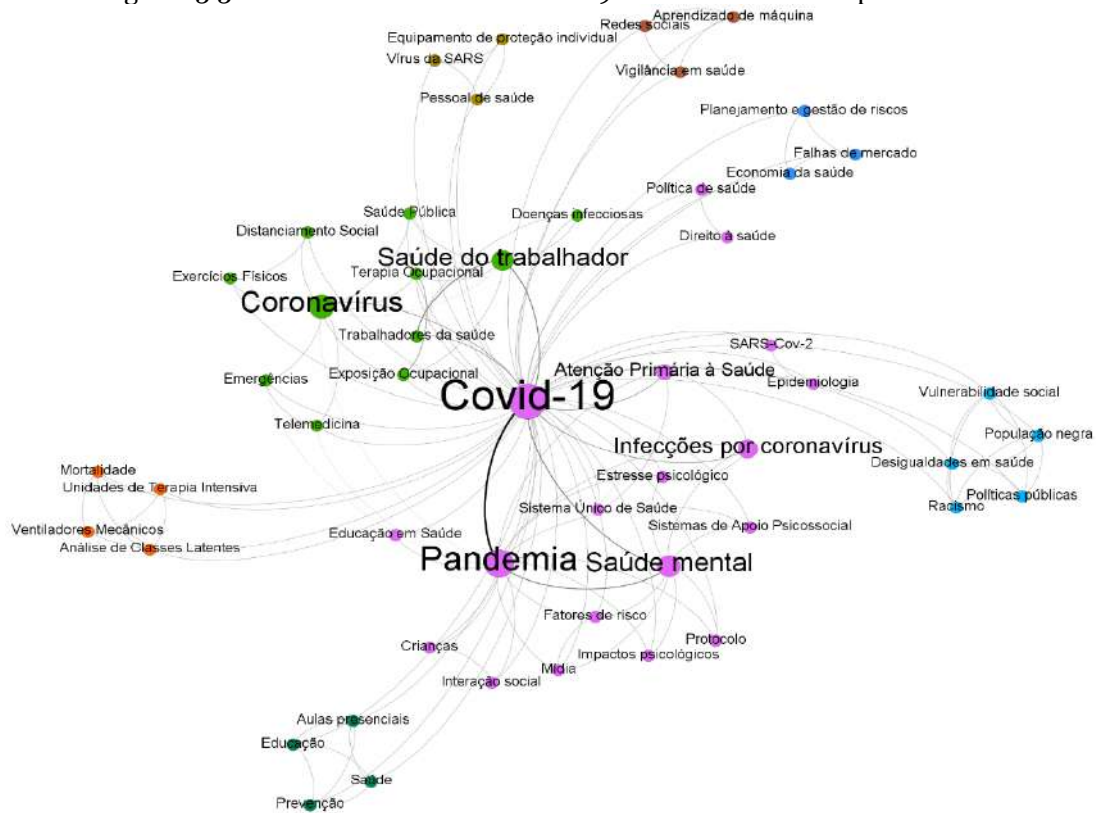 Aprendizado de máquina
Redes sociais
Equipamento de proteção individual
Vírus da SARS
Vigilância em saúde
Pessoal de saúde
Planejamento e gestão de riscos
Falhas de mercado
Economia da saúde
Política de saúde
Saúde Pública
Doenças infecciosas
Distanciamento Social
Direito à saúde
Saúde do trabalhador
Exercícios Físicos
Terapia Ocupacional
Coronavírus
Trabalhadores da saúde
SARS-Cov-2
Atenção Primária à Saúde
Exposição Ocupacional
Emergências
Epidemiologia
Vulnerabilidade social
Covid-19
Telemedicina
População negra
Infecções por coronavírus
Mortalidade
Desigualdades em saúde
Estresse psicológico
Unidades de Terapia Intensiva
Políticas públicas
Racismo
Sistema Único de Saúde
Sistemas de Apoio Psicossocial
Ventiladores Mecânicos
Educação em Saúde
Análise de Classes Latentes
Pandemia
Saúde mental
Fatores de risco
Protocolo
Crianças
Impactos psicológicos
Mídia
Interação social
Aulas presenciais
Educação
Saúde
Prevenção